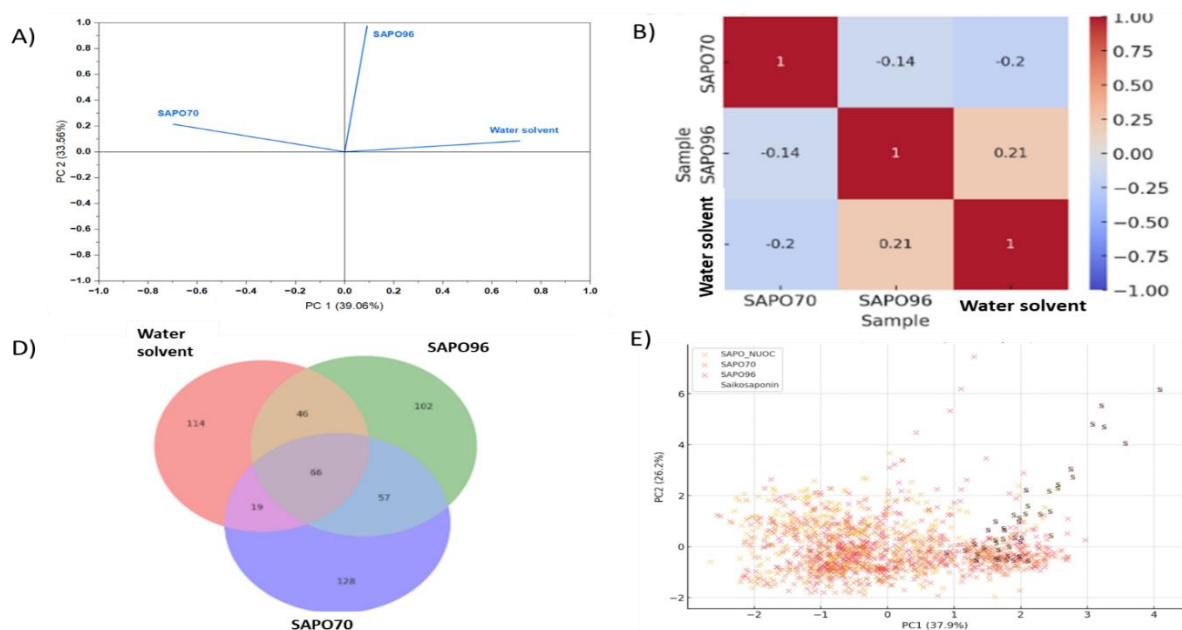 A)
1.0
0.8
0.6
0.4
0.2
0.0
0.2
0.4
0.6
0.8
1.0
PC 2 (33.56%)
SAPO96
SAPO70
Water solvent
−1.0 −0.8 −0.6 −0.4 −0.2 0.0 0.2 0.4 0.6 0.8 1.0
PC 1 (39.06%)
B)
SAPO70
SAPO96
Water solvent
Sample
1 -0.14 -0.2
-0.14 1 0.21
-0.2 0.21 1
SAPO70 SAPO96 Water solvent
Sample
1.00
0.75
0.50
0.25
0.00
−0.25
−0.50
−0.75
−1.00
D)
Water
solvent
SAPO96
114
46
102
66
19
57
128
SAPO70
E)
SAPO_NUOC
SAPO70
SAPO96
Saikosaponin
6
4
2
0
−2
PC2 (26.2%)
−2 −1 0 1 2 3 4
PC1 (37.9%)